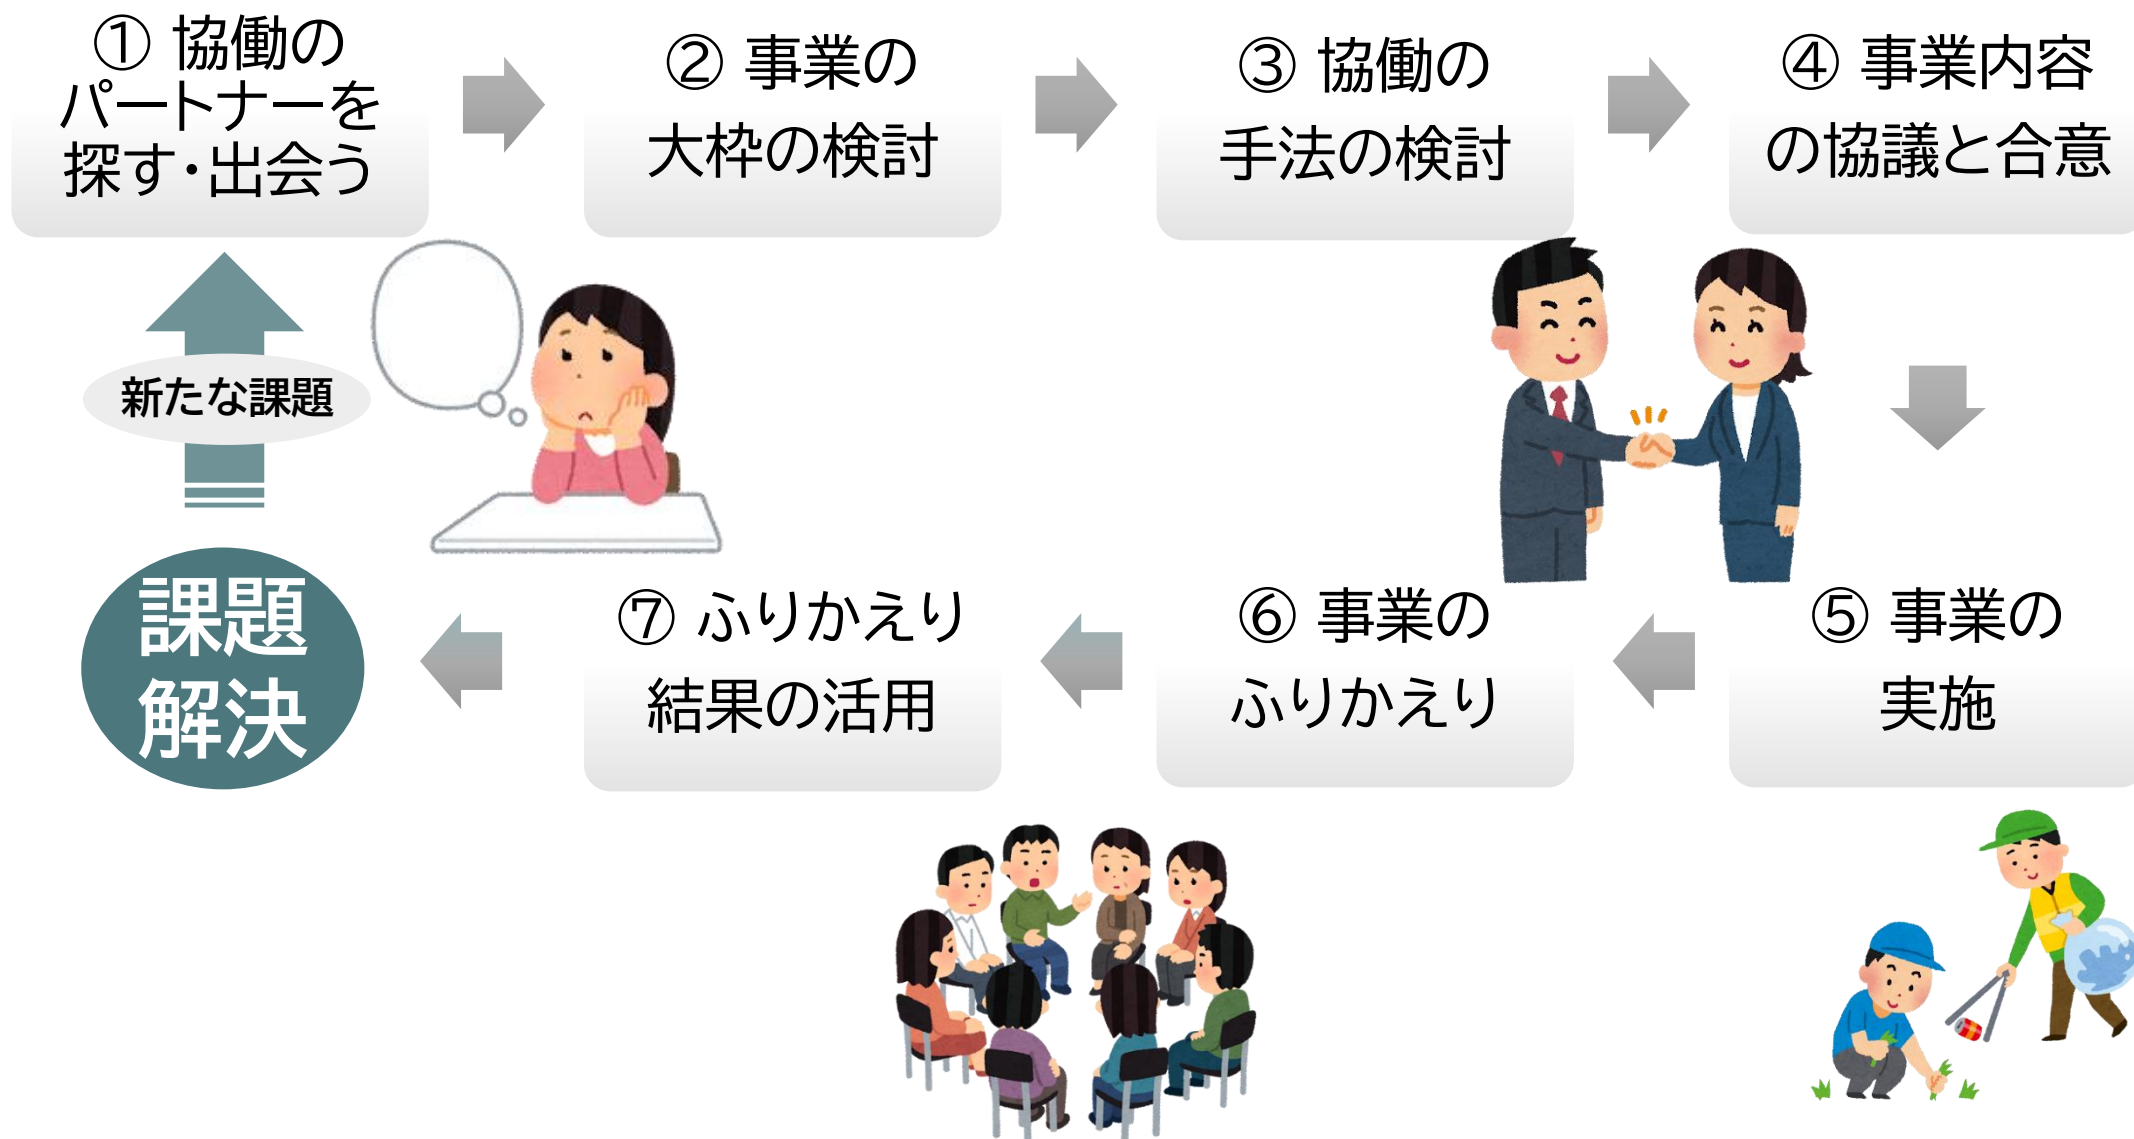 ① 協働の
パートナーを
探す・出会う
② 事業の
大枠の検討
③ 協働の
手法の検討
④ 事業内容
の協議と合意
⑤ 事業の
実施
⑥ 事業の
ふりかえり
⑦ ふりかえり
結果の活用
課題
解決
新たな課題